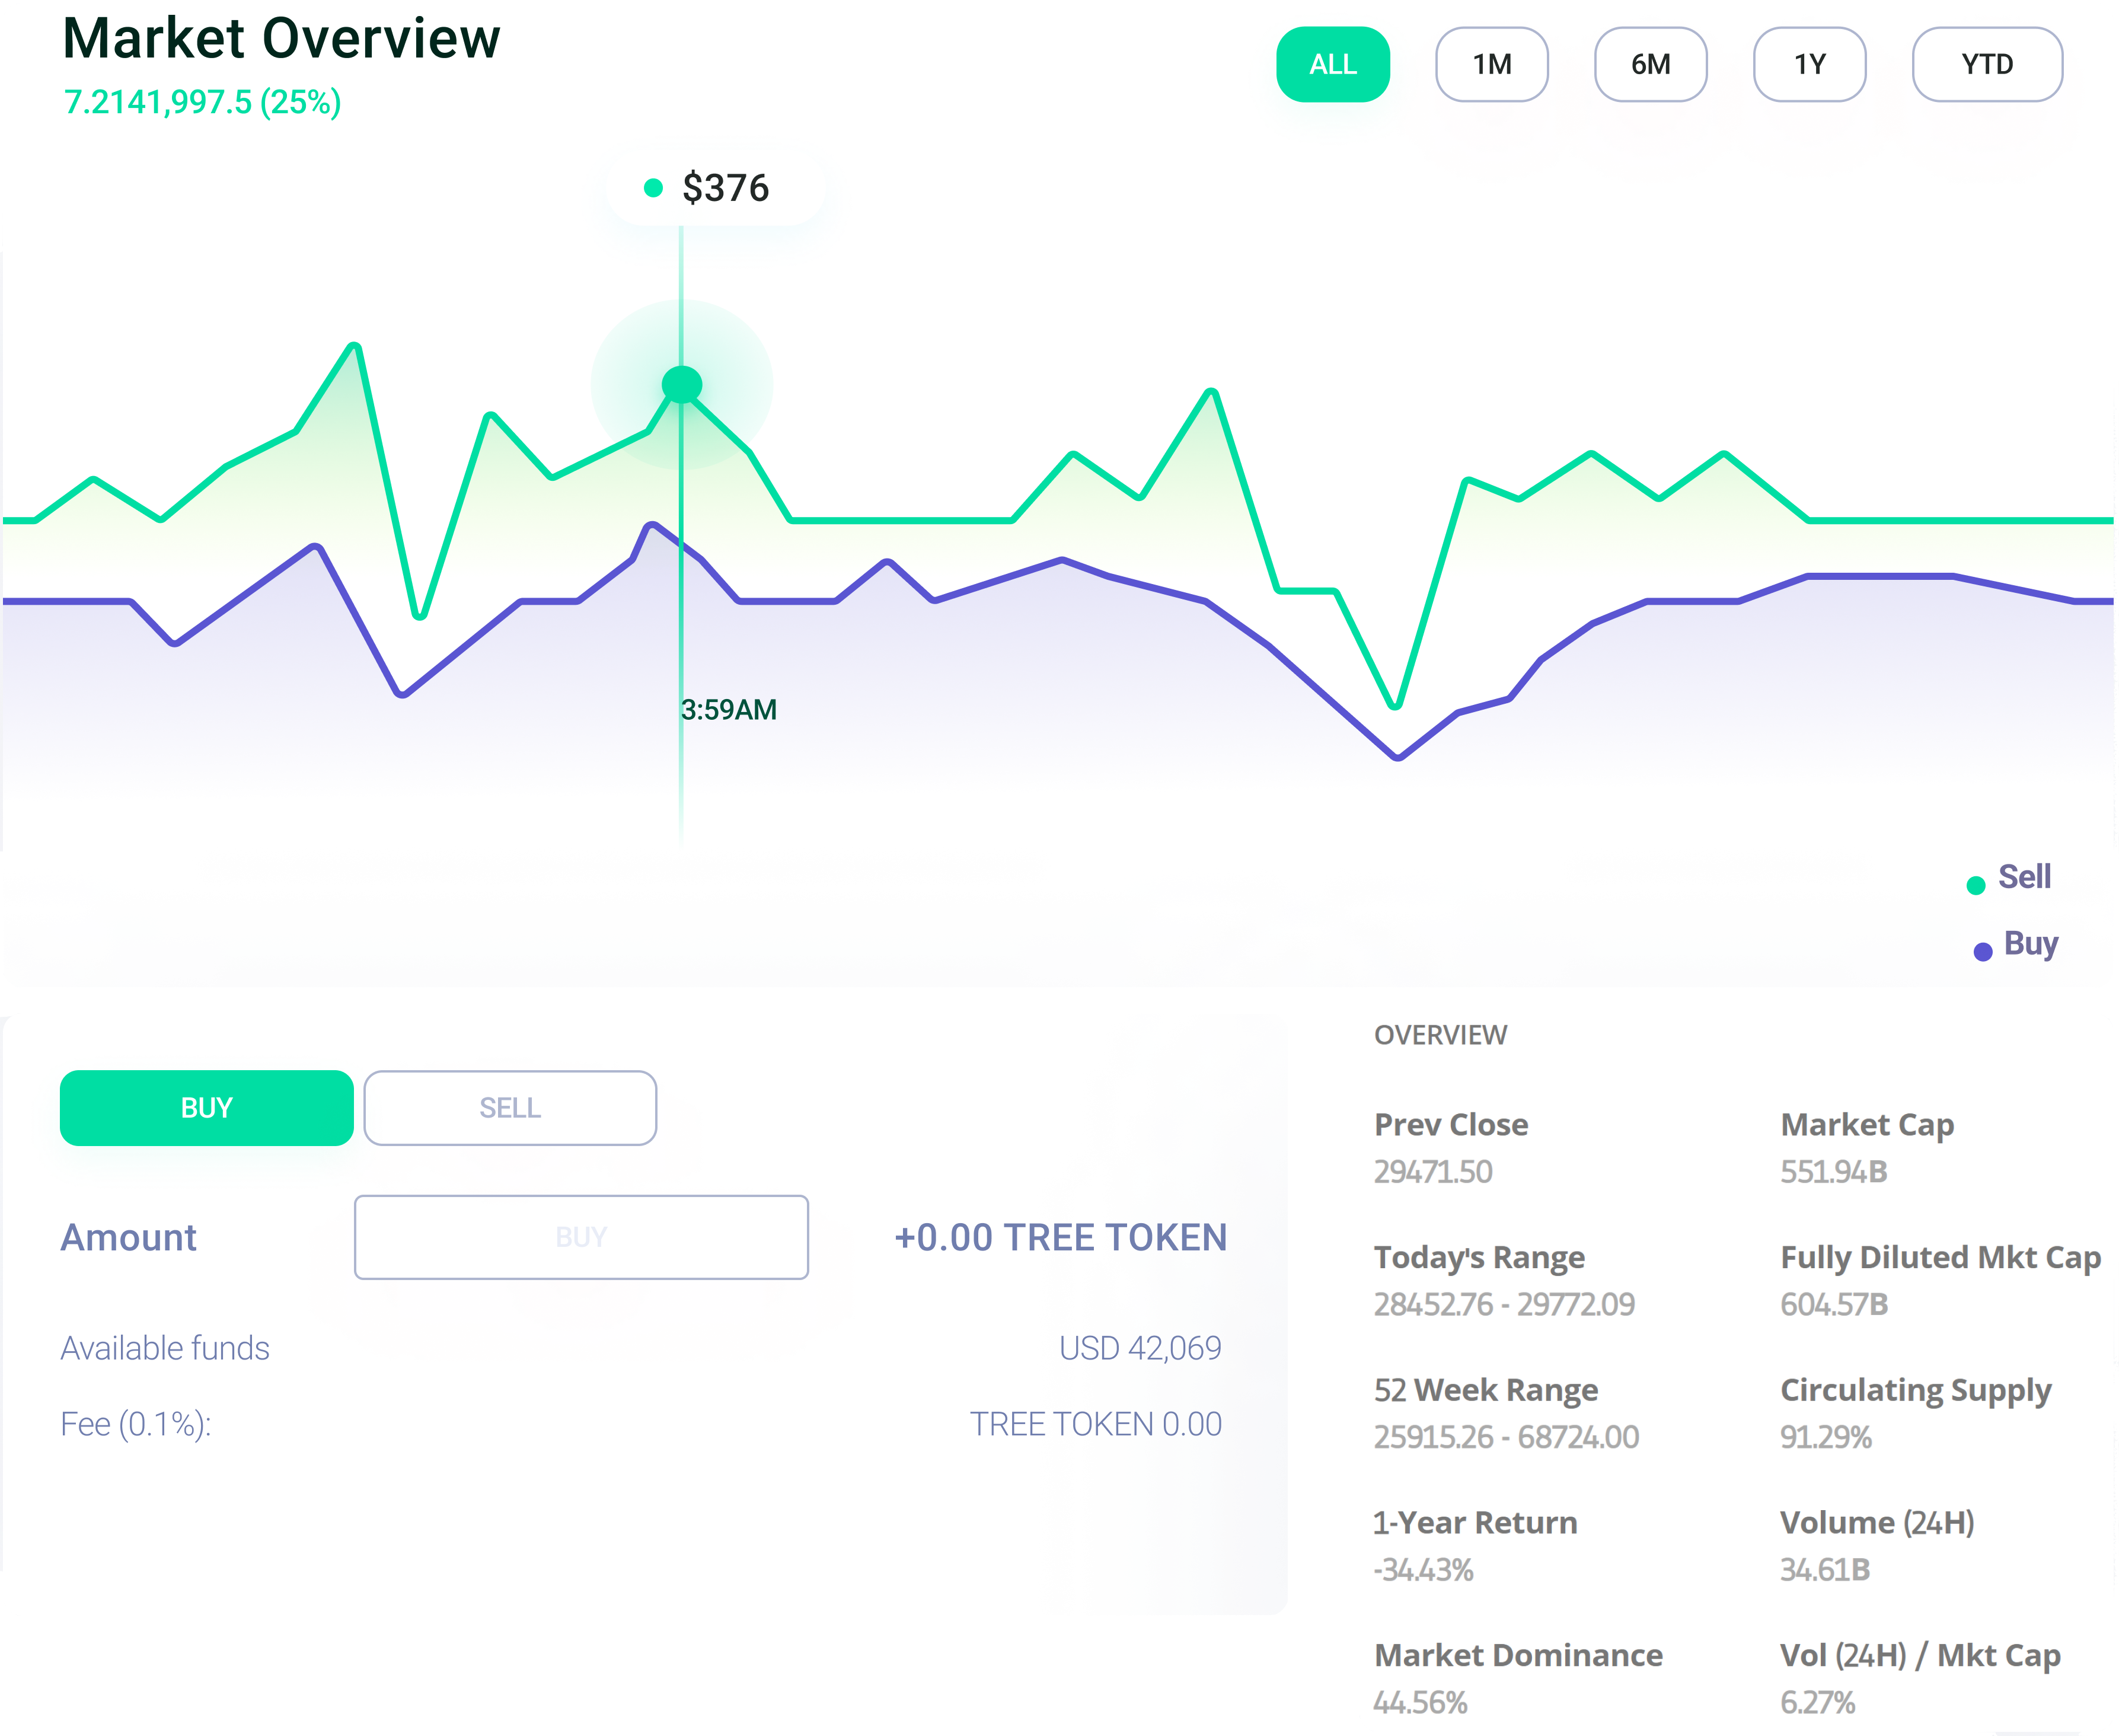 Market Overview
7.2141,997.5 (25%)
ALL
1M
6M
1Y
YTD
$376
3:59AM
Sell
Buy
BUY
SELL
Amount
BUY
+0.00 TREE TOKEN
Available funds
USD 42,069
Fee (0.1%):
TREE TOKEN 0.00
OVERVIEW
Prev Close
29471.50
Market Cap
551.94B
Today's Range
28452.76 - 29772.09
Fully Diluted Mkt Cap
604.57B
52 Week Range
25915.26 - 68724.00
Circulating Supply
91.29%
1-Year Return
-34.43%
Volume (24H)
34.61B
Market Dominance
44.56%
Vol (24H) / Mkt Cap
6.27%